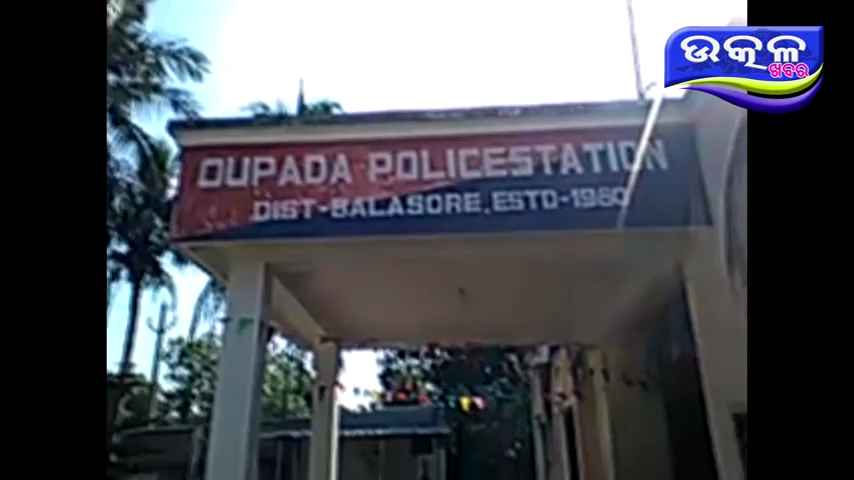 ଉତ୍କଳ
ଖବର
OUPADA POLICESTATION
DIST-BALASORE, ESTD-1960